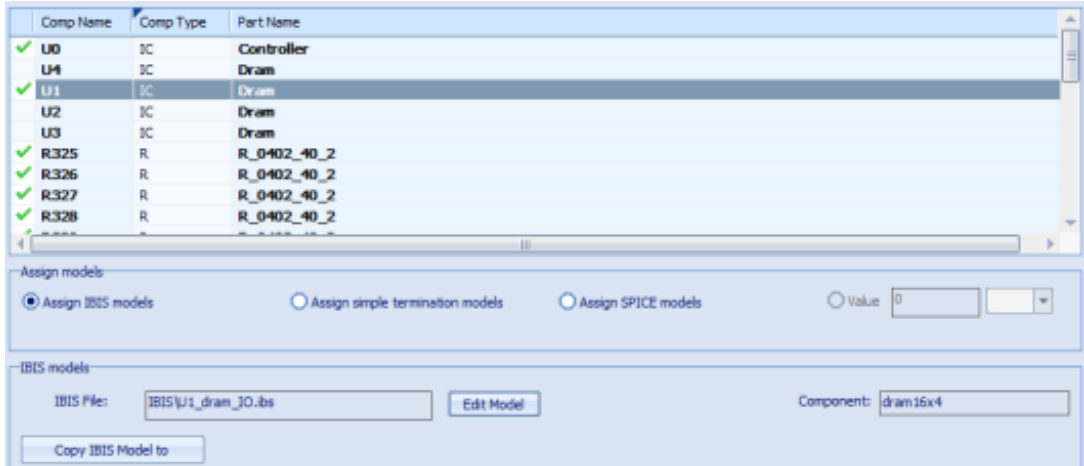 Comp Name Comp Type Part Name
U0 IC Controller
U4 IC Dram
U1 IC Dram
U2 IC Dram
U3 IC Dram
R325 R R_0402_40_2
R326 R R_0402_40_2
R327 R R_0402_40_2
R328 R R_0402_40_2
Assign models
Assign IBIS models Assign simple termination models Assign SPICE models Value 0
IBIS models
IBIS File: IBIS\U1_dram_IO.ibs Edit Model Component: dram16x4
Copy IBIS Model to